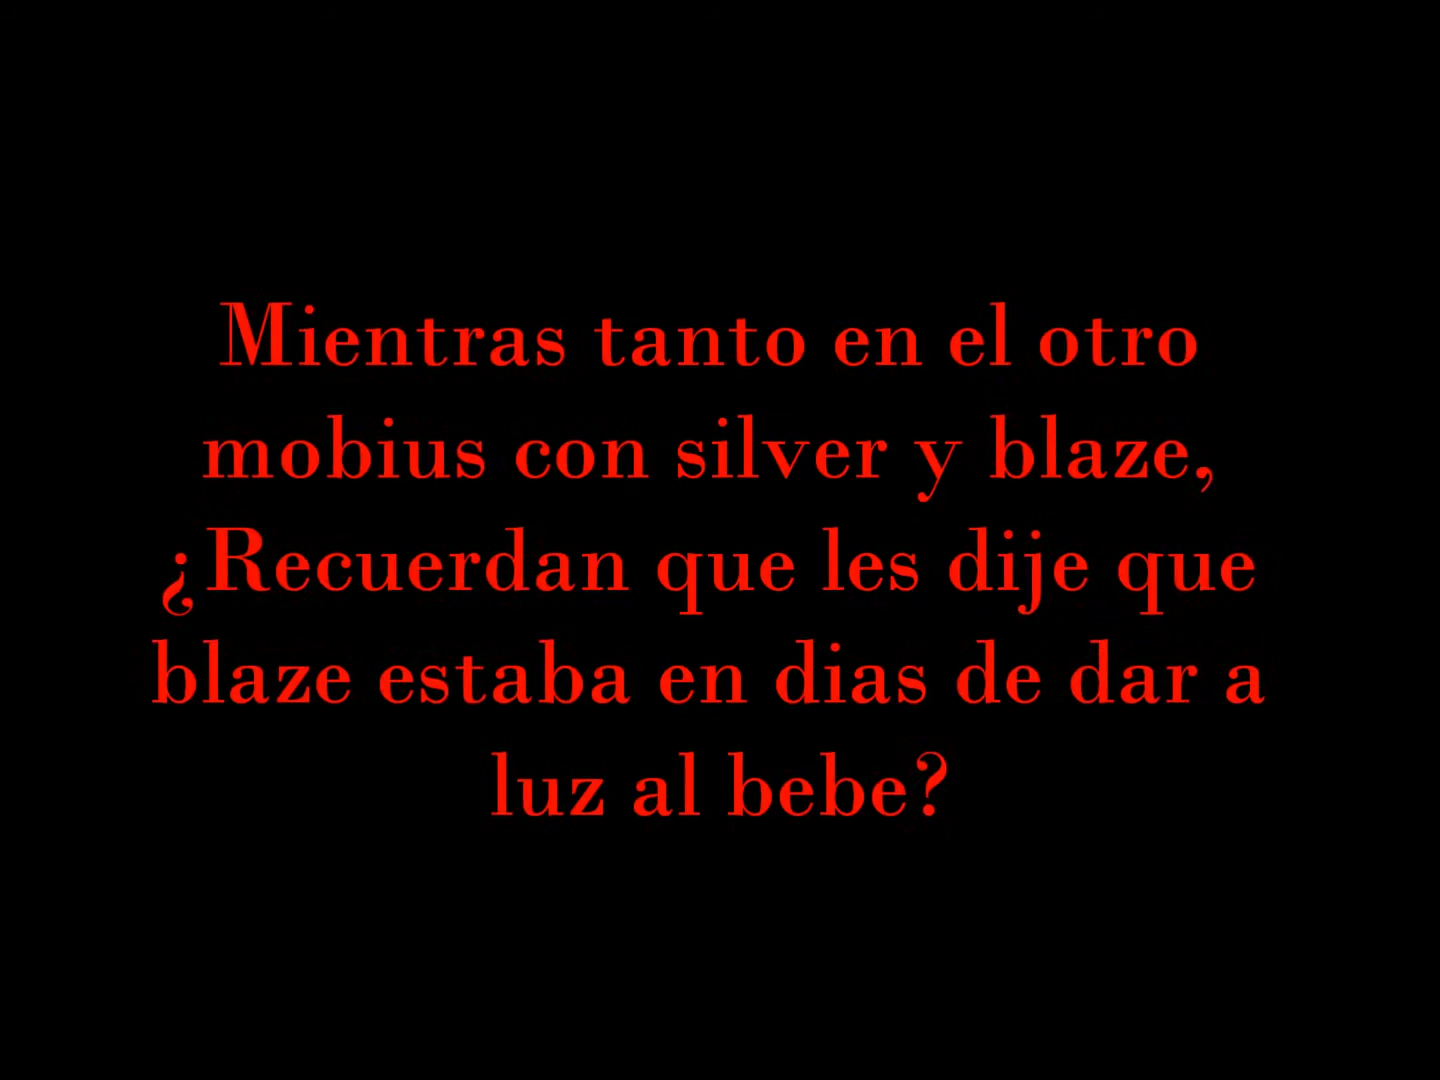 Mientras tanto en el otro
mobius con silver y blaze,
¿Recuerdan que les dije que
blaze estaba en dias de dar a
luz al bebe?